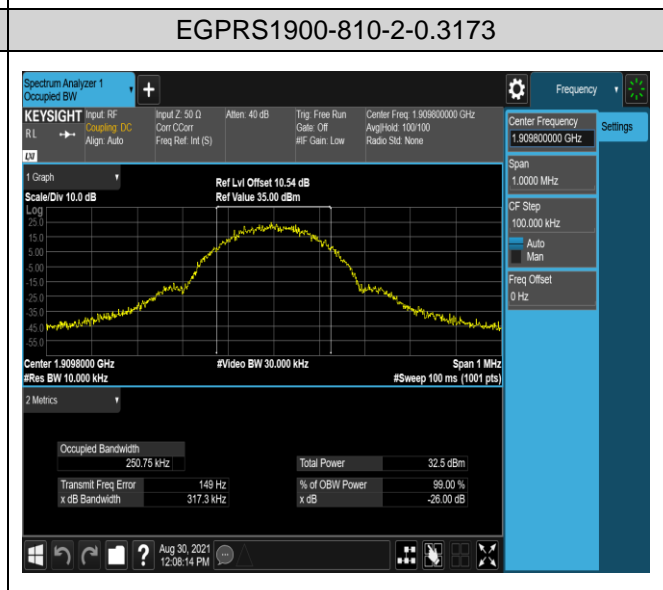 EGPRS1900-810-2-0.3173
Spectrum Analyzer 1
Occupied BW
+
Frequency
KEYSIGHT
R L
LXI
Input: RF
Coupling: DC
Align: Auto
Input Z: 50 Ω
Corr CCorr
Freq Ref: Int (S)
Atten: 40 dB
Trig: Free Run
Gate: Off
#IF Gain: Low
Center Freq: 1.909800000 GHz
Avg|Hold: 100/100
Radio Std: None
Center Frequency
1.909800000 GHz
Settings
Span
1.0000 MHz
CF Step
100.000 kHz
Auto
Man
Freq Offset
0 Hz
1 Graph
Scale/Div 10.0 dB
Ref Lvl Offset 10.54 dB
Ref Value 35.00 dBm
Log
25.0
15.0
5.00
-5.00
-15.0
-25.0
-35.0
-45.0
-55.0
Center 1.9098000 GHz
#Video BW 30.000 kHz
Span 1 MHz
#Res BW 10.000 kHz
#Sweep 100 ms (1001 pts)
2 Metrics
Occupied Bandwidth
250.75 kHz
Total Power 32.5 dBm
Transmit Freq Error 149 Hz
% of OBW Power 99.00 %
x dB Bandwidth 317.3 kHz
x dB -26.00 dB
?
Aug 30, 2021
12:08:14 PM